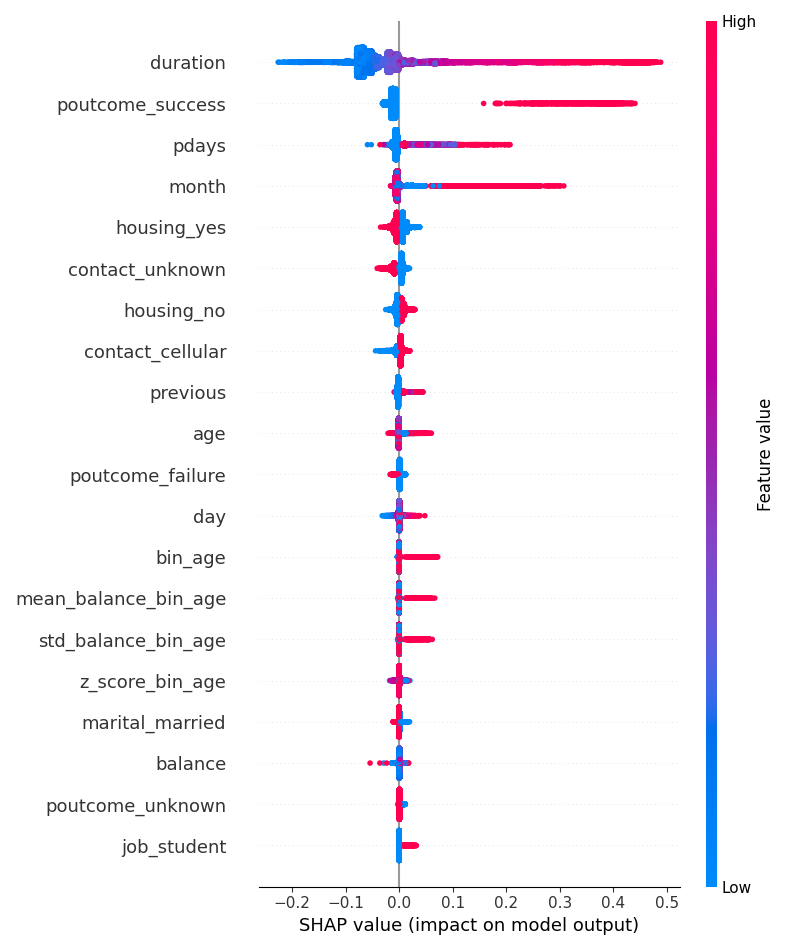 High
duration
poutcome_success
pdays
month
housing_yes
contact_unknown
housing_no
contact_cellular
previous
age
poutcome_failure
day
bin_age
mean_balance_bin_age
std_balance_bin_age
z_score_bin_age
marital_married
balance
poutcome_unknown
job_student
Feature value
Low
−0.2 −0.1 0.0 0.1 0.2 0.3 0.4 0.5
SHAP value (impact on model output)